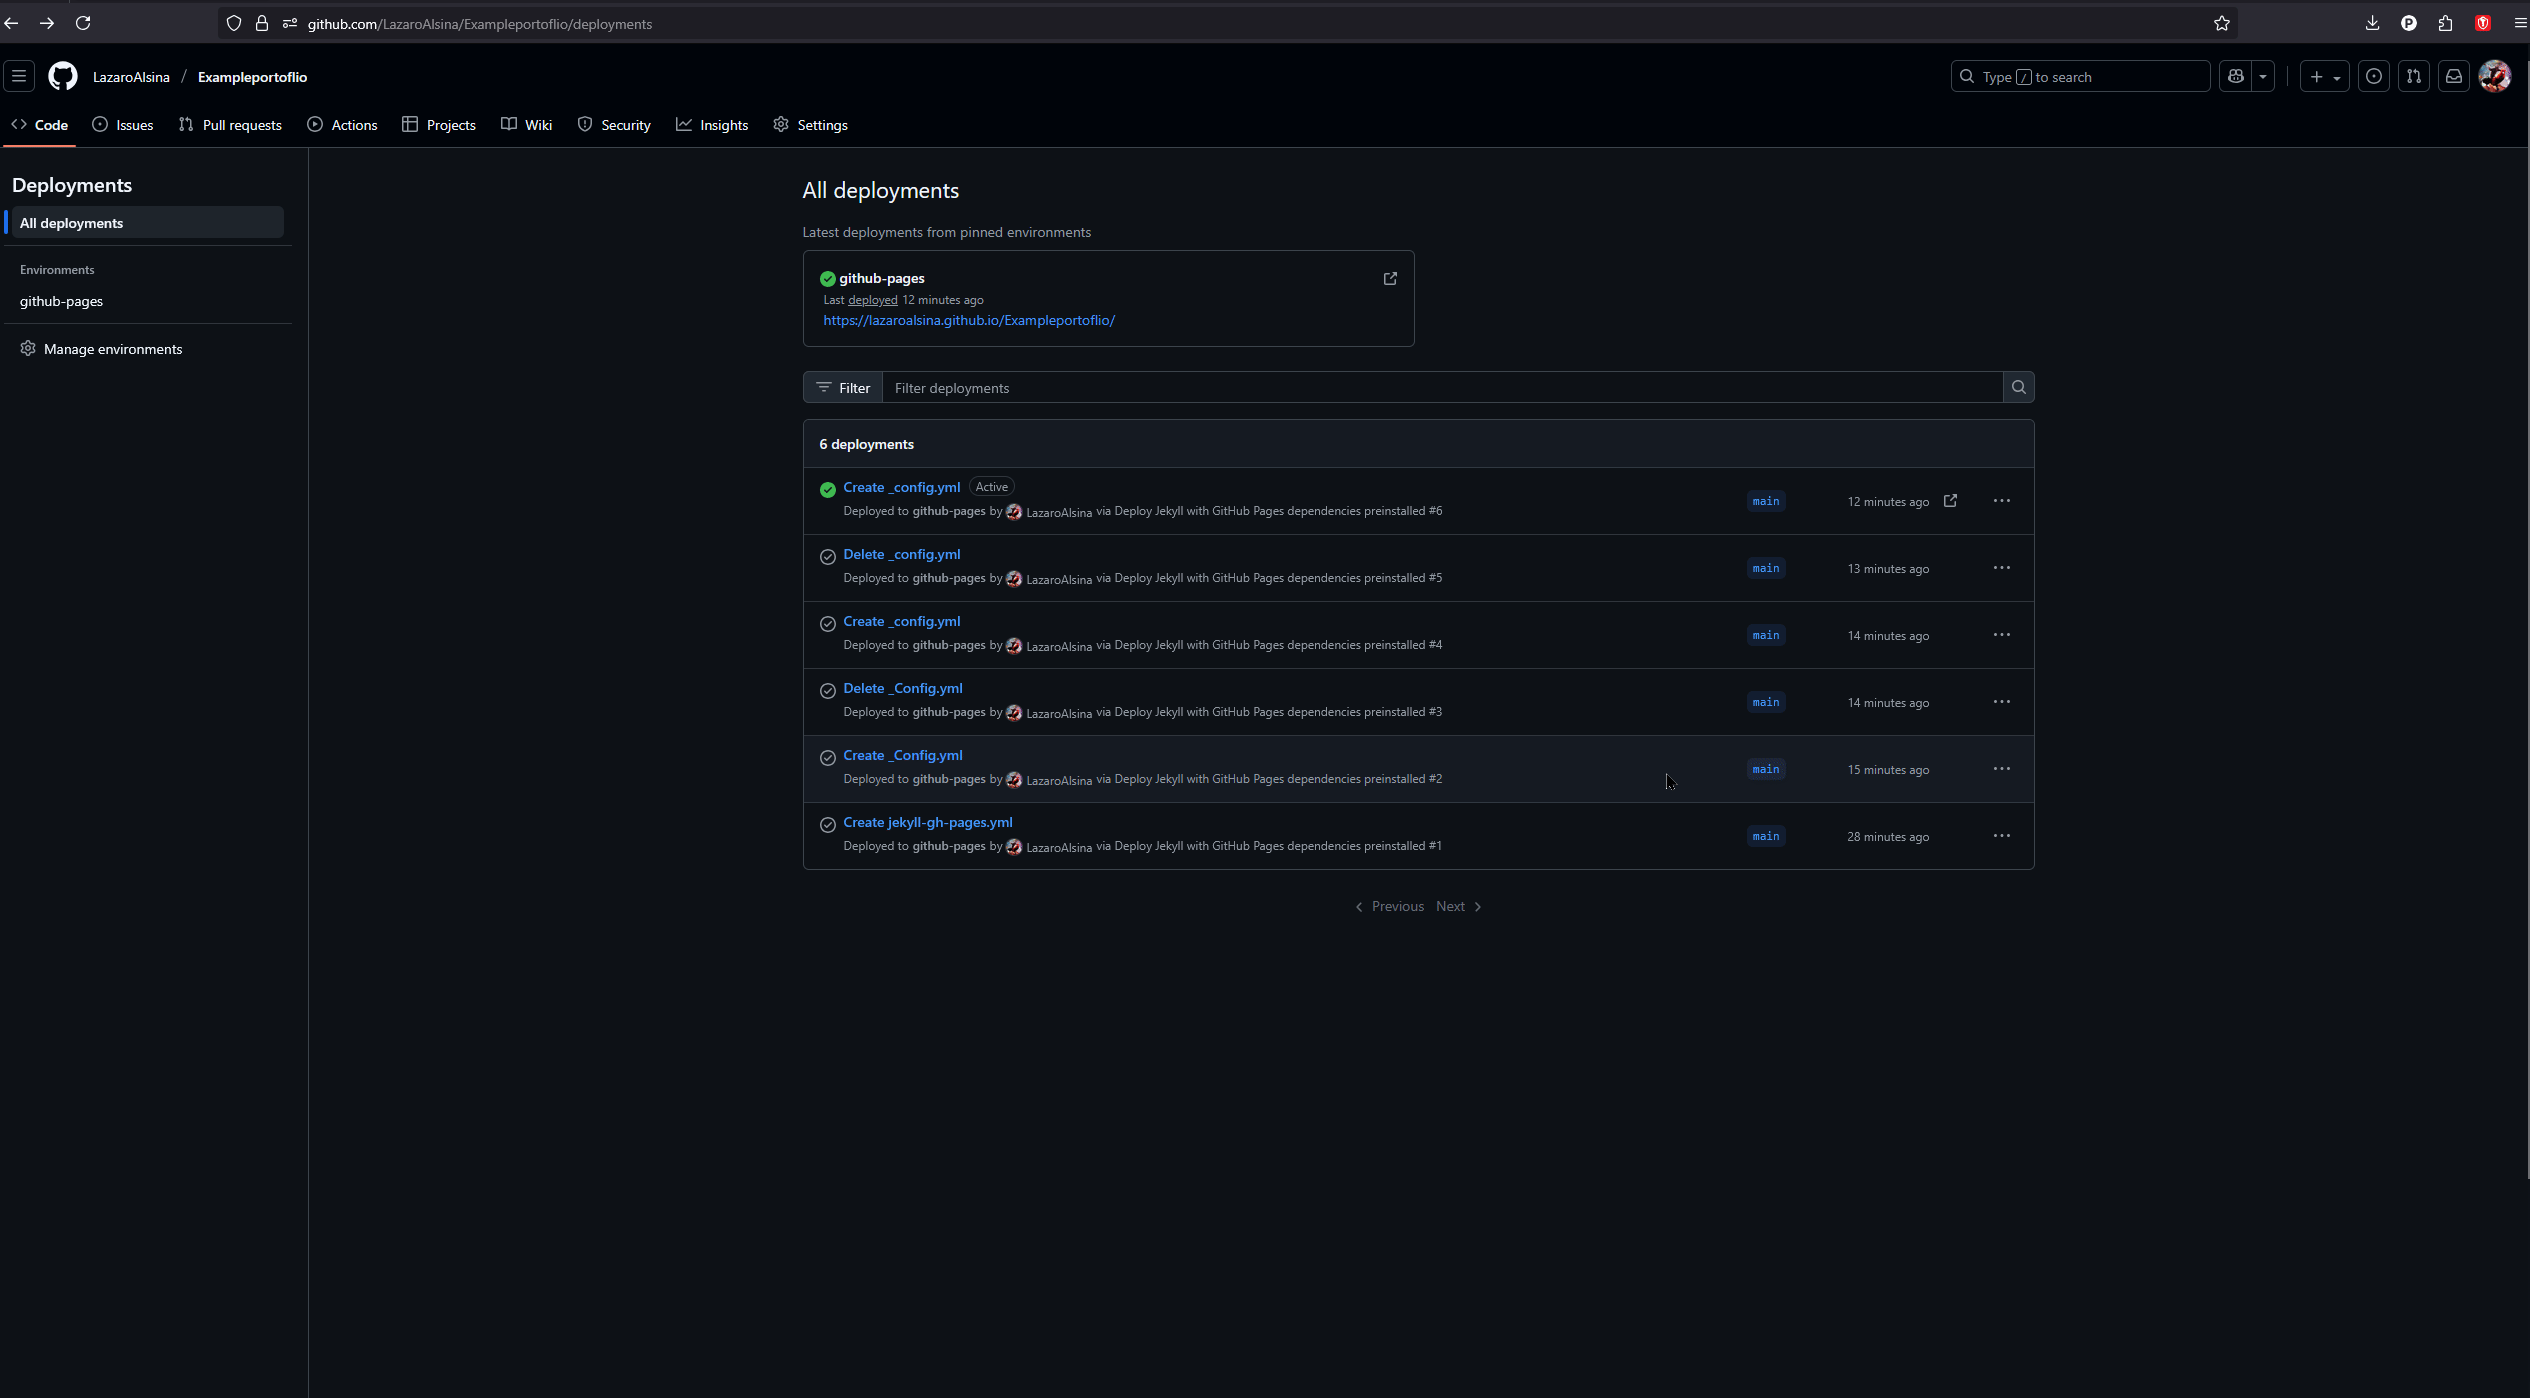 github.com/LazaroAlsina/Exampleportoflio/deployments
LazaroAlsina / Exampleportoflio
Type / to search
Code Issues Pull requests Actions Projects Wiki Security Insights Settings
Deployments
All deployments
Environments
github-pages
Manage environments
All deployments
Latest deployments from pinned environments
github-pages
Last deployed 12 minutes ago
https://lazaroalsina.github.io/Exampleportoflio/
Filter Filter deployments
6 deployments
Create _config.yml Active
Deployed to github-pages by LazaroAlsina via Deploy Jekyll with GitHub Pages dependencies preinstalled #6
main 12 minutes ago
Delete _config.yml
Deployed to github-pages by LazaroAlsina via Deploy Jekyll with GitHub Pages dependencies preinstalled #5
main 13 minutes ago
Create _config.yml
Deployed to github-pages by LazaroAlsina via Deploy Jekyll with GitHub Pages dependencies preinstalled #4
main 14 minutes ago
Delete _Config.yml
Deployed to github-pages by LazaroAlsina via Deploy Jekyll with GitHub Pages dependencies preinstalled #3
main 14 minutes ago
Create _Config.yml
Deployed to github-pages by LazaroAlsina via Deploy Jekyll with GitHub Pages dependencies preinstalled #2
main 15 minutes ago
Create jekyll-gh-pages.yml
Deployed to github-pages by LazaroAlsina via Deploy Jekyll with GitHub Pages dependencies preinstalled #1
main 28 minutes ago
Previous Next